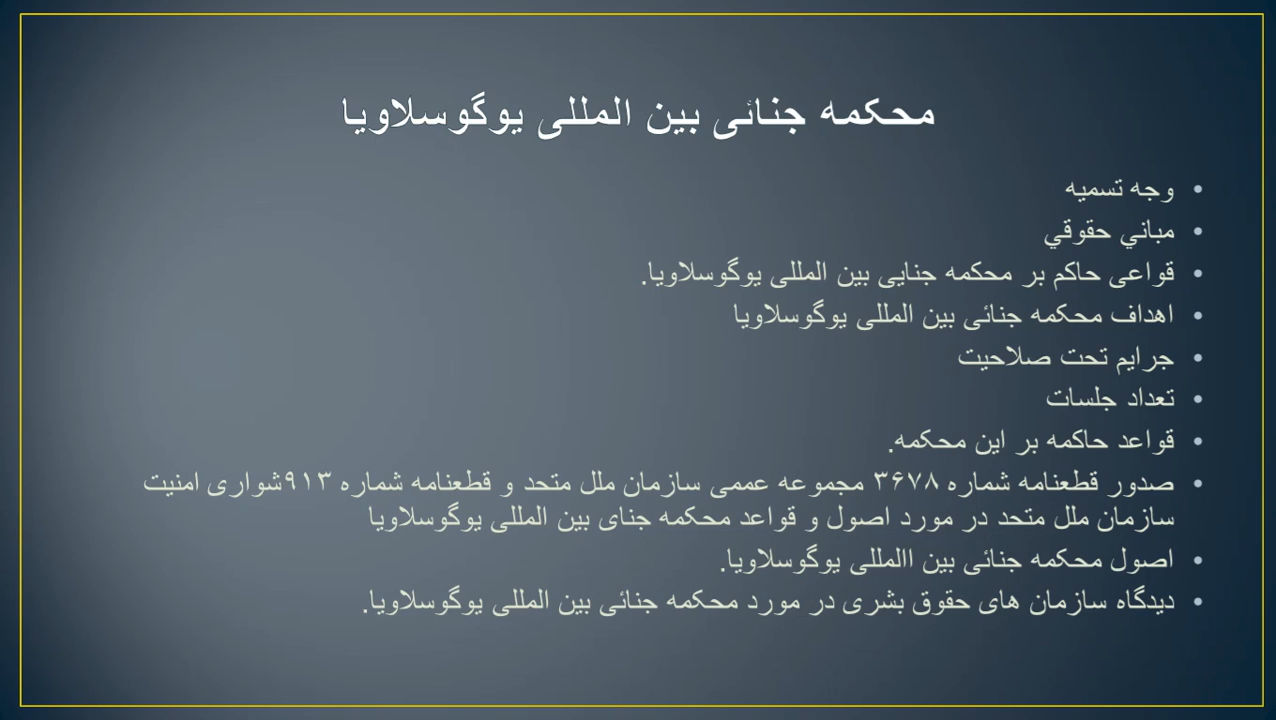 محکمه جنائی بین المللی یوگوسلاویا
• وجه تسمیه
• مباني حقوقي
• قواعی حاکم بر محکمه جنایی بین المللی یوگوسلاویا.
• اهداف محکمه جنائی بین المللی یوگوسلاویا
• جرایم تحت صلاحیت
• تعداد جلسات
• قواعد حاکمه بر این محکمه.
• صدور قطعنامه شماره ۳۶۷۸ مجموعه عممی سازمان ملل متحد و قطعنامه شماره ۹۱۳شواری امنیت
سازمان ملل متحد در مورد اصول و قواعد محکمه جنای بین المللی یوگوسلاویا
• اصول محکمه جنائی بین االمللی یوگوسلاویا.
• دیدگاه سازمان های حقوق بشری در مورد محکمه جنائی بین المللی یوگوسلاویا.